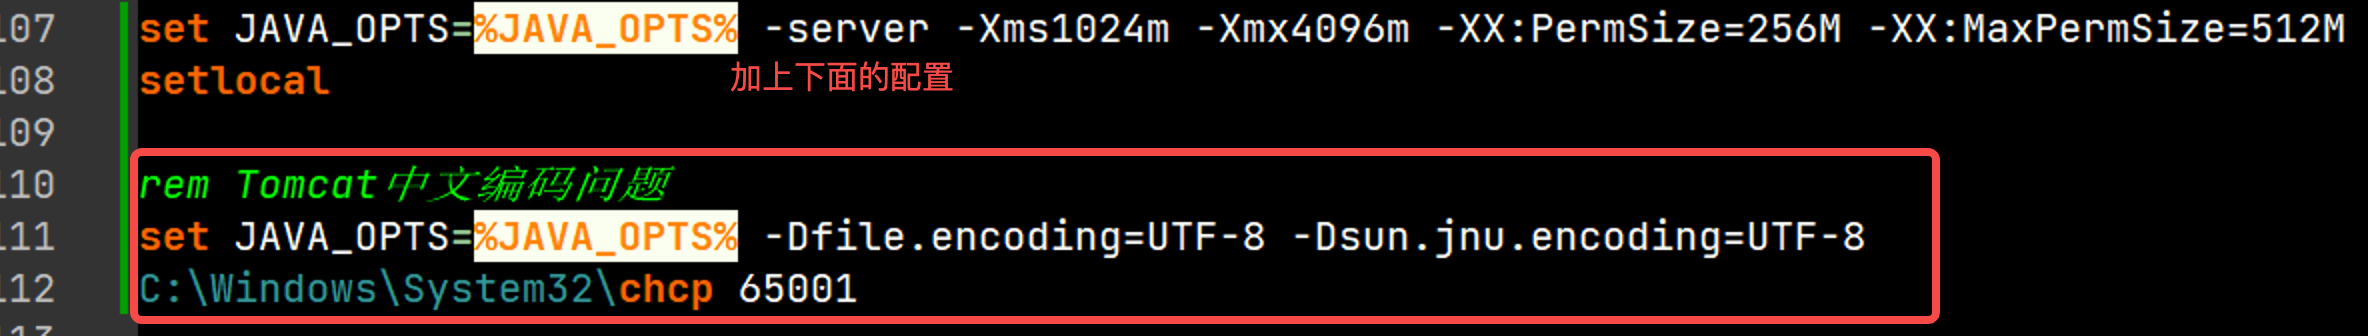 107 set JAVA_OPTS=%JAVA_OPTS% -server -Xms1024m -Xmx4096m -XX:PermSize=256M -XX:MaxPermSize=512M
108 setlocal
加上下面的配置
109
110 rem Tomcat中文编码问题
111 set JAVA_OPTS=%JAVA_OPTS% -Dfile.encoding=UTF-8 -Dsun.jnu.encoding=UTF-8
112 C:\Windows\System32\chcp 65001
113